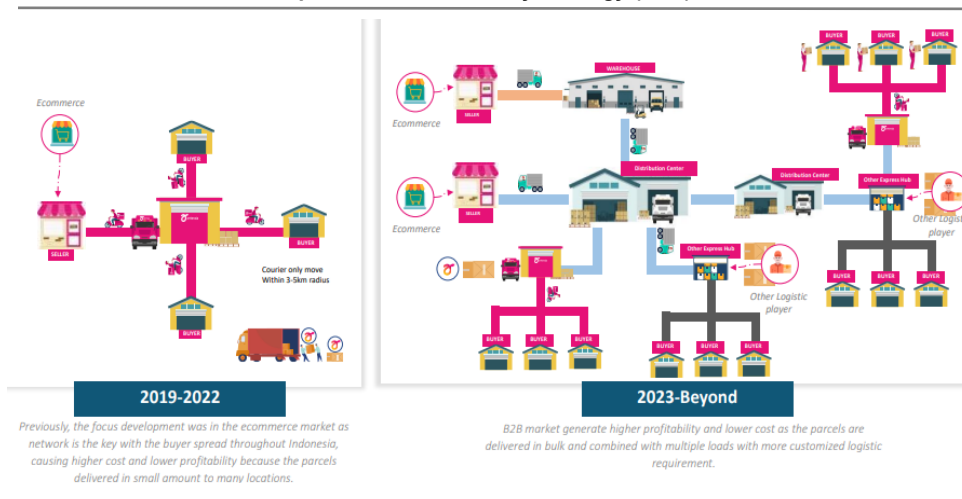 Ecommerce
BUYER
SELLER
BUYER
BUYER
Courier only move
Within 3-5km radius
2019-2022
Previously, the focus development was in the ecommerce market as
network is the key with the buyer spread throughout Indonesia,
causing higher cost and lower profitability because the parcels
delivered in small amount to many locations.
BUYER
BUYER
BUYER
WAREHOUSE
SELLER
Ecommerce
Distribution Center
Distribution Center
Other Express Hub
SELLER
Ecommerce
Other Logistic
player
Other Express Hub
Other Logistic
player
BUYER
BUYER
BUYER
BUYER
BUYER
BUYER
BUYER
BUYER
BUYER
2023-Beyond
B2B market generate higher profitability and lower cost as the parcels are
delivered in bulk and combined with multiple loads with more customized logistic
requirement.